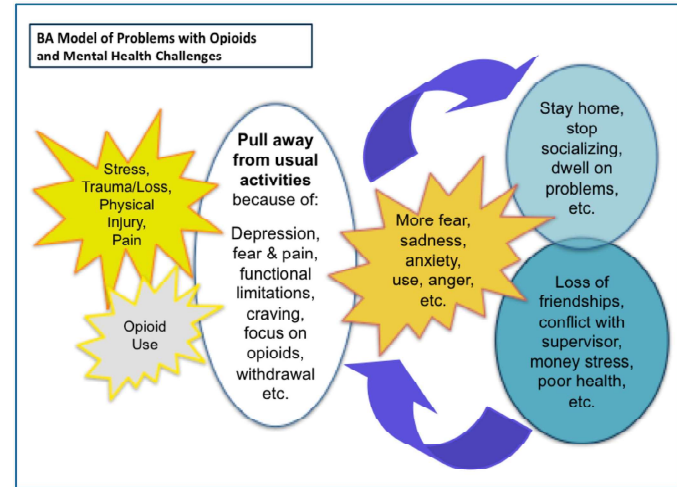 BA Model of Problems with Opioids
and Mental Health Challenges
Stress,
Trauma/Loss,
Physical
Injury,
Pain
Opioid
Use
Pull away
from usual
activities
because of:
Depression,
fear & pain,
functional
limitations,
craving,
focus on
opioids,
withdrawal
etc.
More fear,
sadness,
anxiety,
use, anger,
etc.
Stay home,
stop
socializing,
dwell on
problems,
etc.
Loss of
friendships,
conflict with
supervisor,
money stress,
poor health,
etc.